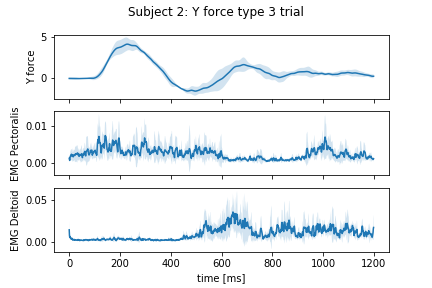 Subject 2: Y force type 3 trial
Y force
5
0
EMG Pectoralis
0.01
0.00
EMG Deltoid
0.05
0.00
0 200 400 600 800 1000 1200
time [ms]